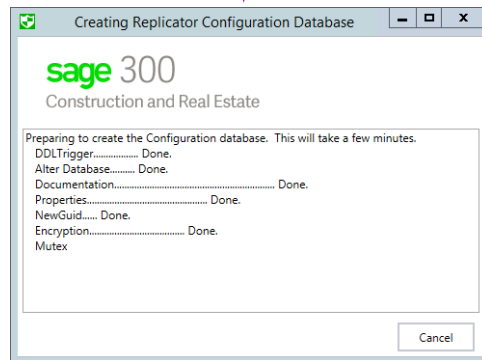 Creating Replicator Configuration Database
sage 300
Construction and Real Estate
Preparing to create the Configuration database. This will take a few minutes.
DDLTrigger................. Done.
Alter Database.......... Done.
Documentation................................................................ Done.
Properties................................................ Done.
NewGuid...... Done.
Encryption...................................... Done.
Mutex
Cancel